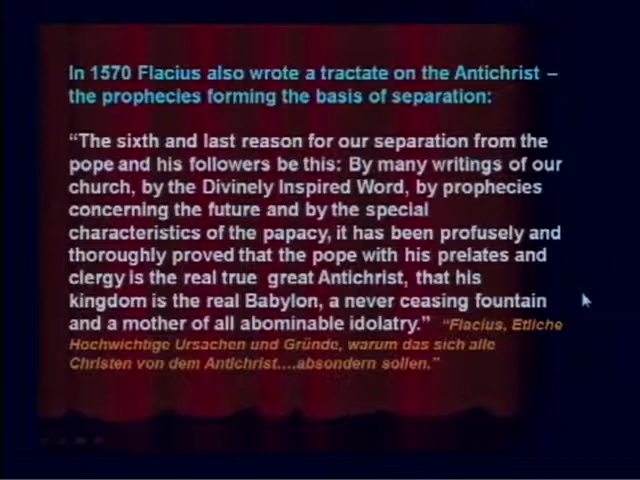 In 1570 Flacius also wrote a tractate on the Antichrist –
the prophecies forming the basis of separation:
“The sixth and last reason for our separation from the
pope and his followers be this: By many writings of our
church, by the Divinely Inspired Word, by prophecies
concerning the future and by the special
characteristics of the papacy, it has been profusely and
thoroughly proved that the pope with his prelates and
clergy is the real true great Antichrist, that his
kingdom is the real Babylon, a never ceasing fountain
and a mother of all abominable idolatry.” “Flacius, Etliche
Hochwichtige Ursachen und Gründe, warum das sich alle
Christen von dem Antichrist....absondern sollen.”